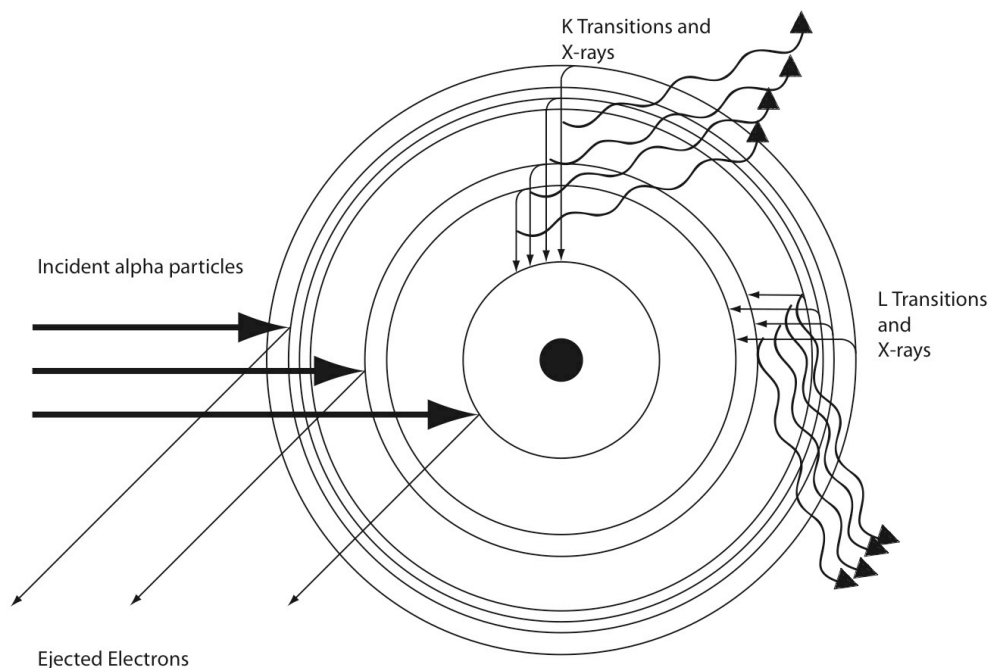 K Transitions and
X-rays
Incident alpha particles
L Transitions
and
X-rays
Ejected Electrons